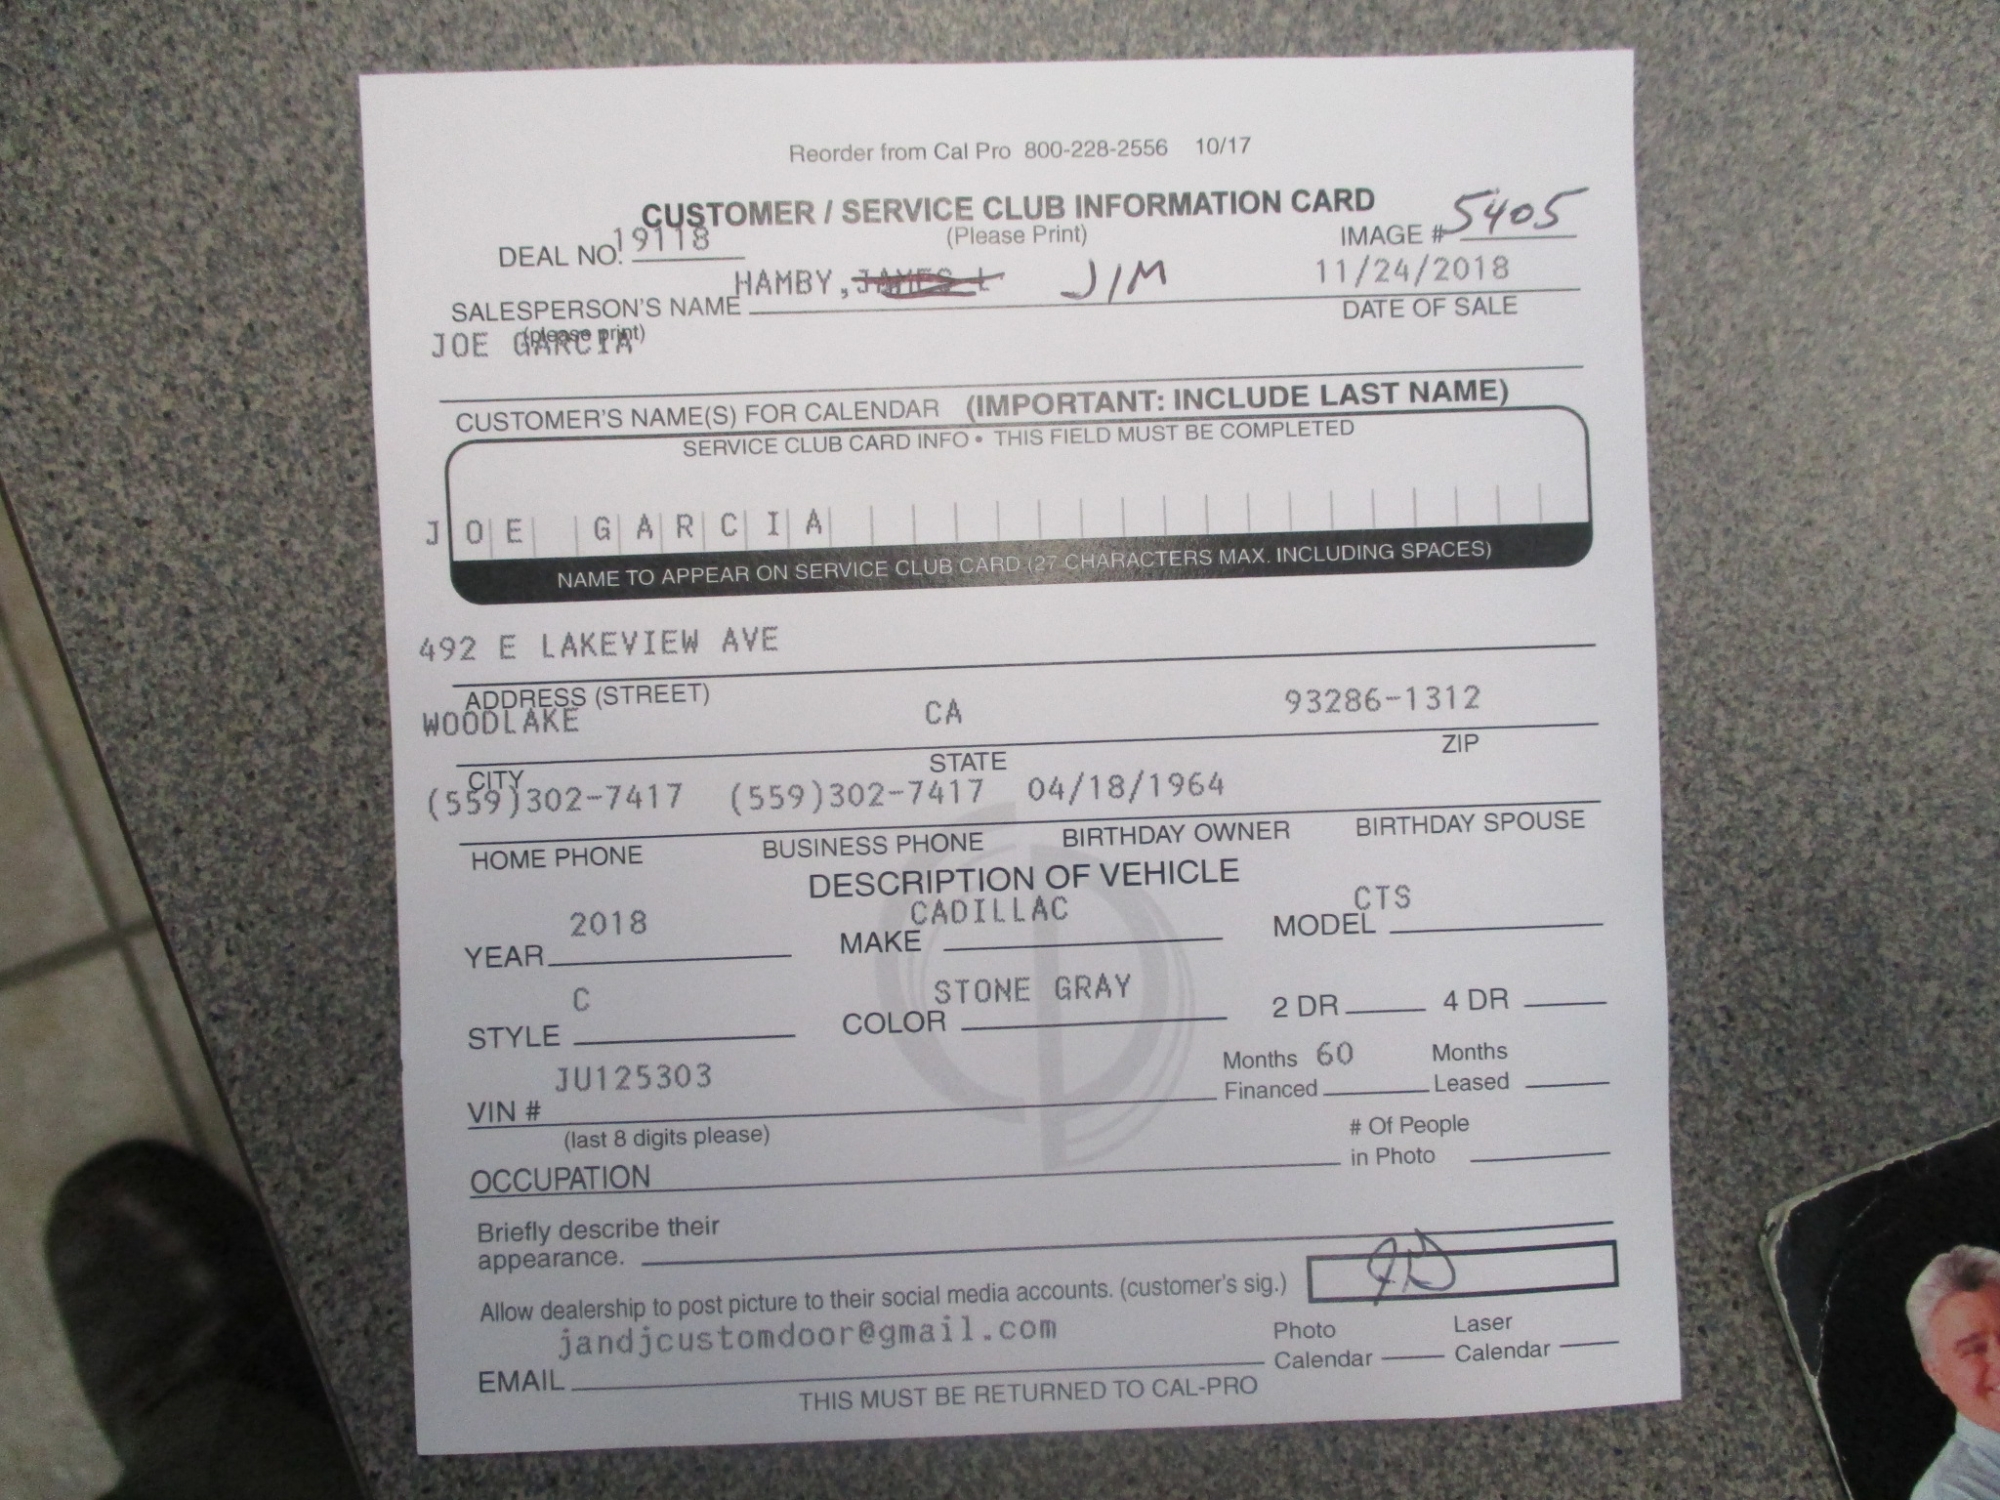 Reorder from Cal Pro 800-228-2556 10/17
CUSTOMER / SERVICE CLUB INFORMATION CARD
DEAL NO. 19118 (Please Print) IMAGE # 5405
HAMBY, JAMES L JIM 11/24/2018
SALESPERSON'S NAME DATE OF SALE
(please print)
JOE GARCIA
CUSTOMER'S NAME(S) FOR CALENDAR (IMPORTANT: INCLUDE LAST NAME)
SERVICE CLUB CARD INFO • THIS FIELD MUST BE COMPLETED
JOE GARCIA
NAME TO APPEAR ON SERVICE CLUB CARD (27 CHARACTERS MAX. INCLUDING SPACES)
492 E LAKEVIEW AVE
ADDRESS (STREET)
WOODLAKE CA 93286-1312
CITY STATE ZIP
(559)302-7417 (559)302-7417 04/18/1964
HOME PHONE BUSINESS PHONE BIRTHDAY OWNER BIRTHDAY SPOUSE
DESCRIPTION OF VEHICLE
2018 CADILLAC CTS
YEAR MAKE MODEL
C STONE GRAY
STYLE COLOR 2 DR 4 DR
JU125303 Months 60 Months
VIN # Financed Leased
(last 8 digits please) # Of People
OCCUPATION in Photo
Briefly describe their
appearance.
Allow dealership to post picture to their social media accounts. (customer's sig.)
jandjcustomdoor@gmail.com Photo Laser
EMAIL Calendar Calendar
THIS MUST BE RETURNED TO CAL-PRO